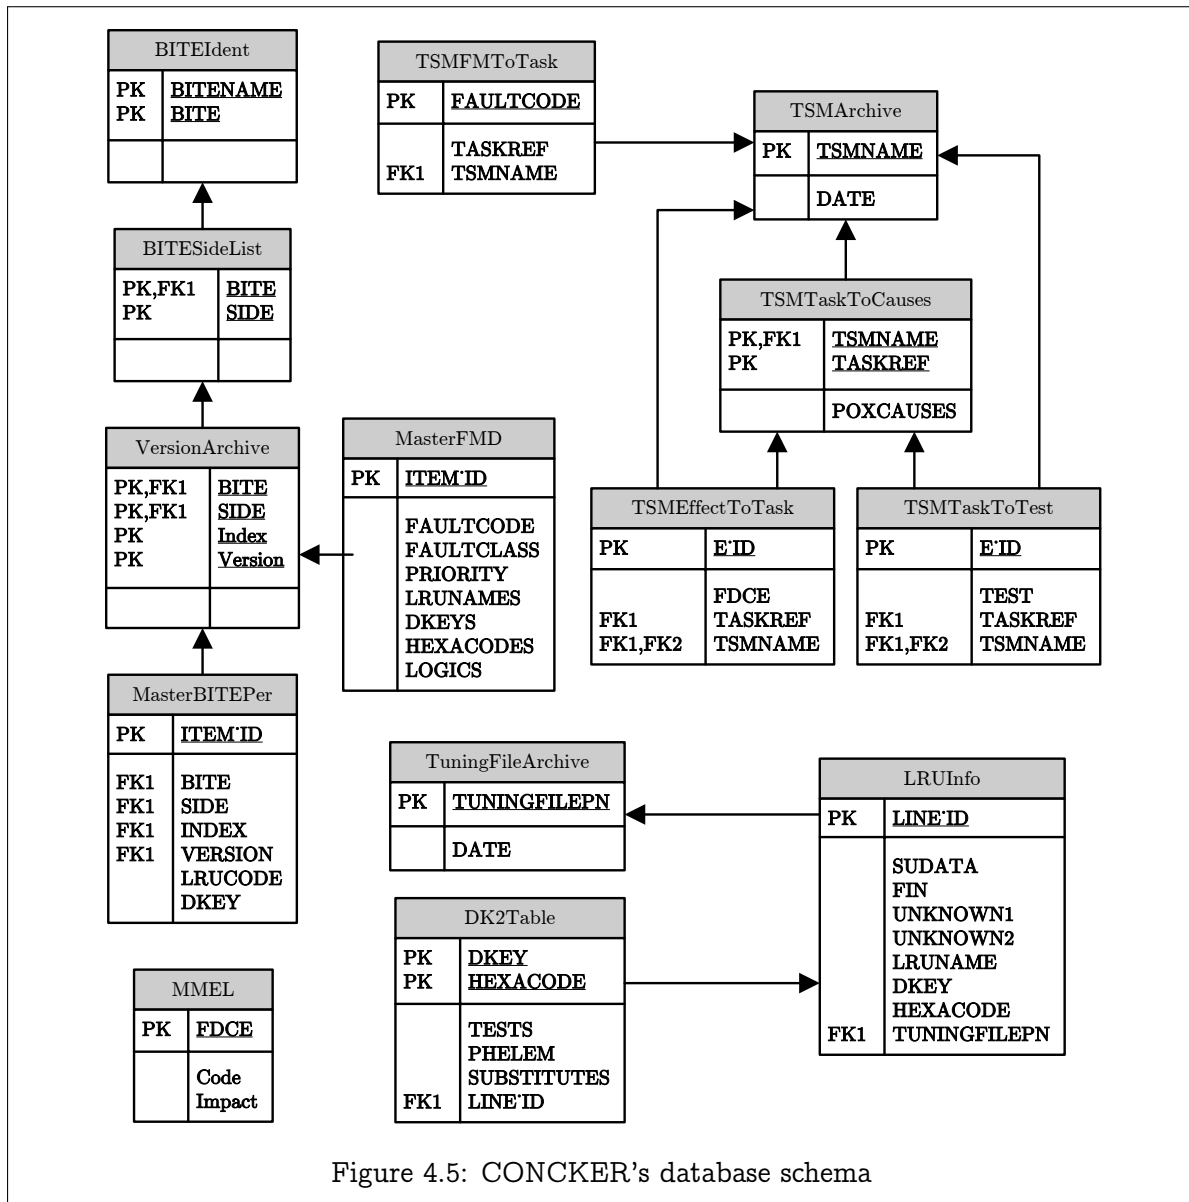 BITEIdent
PK BITENAME
PK BITE
BITESideList
PK,FK1 BITE
PK SIDE
VersionArchive
PK,FK1 BITE
PK,FK1 SIDE
PK Index
PK Version
MasterBITEPer
PK ITEM˙ID
FK1 BITE
FK1 SIDE
FK1 INDEX
FK1 VERSION
LRUCODE
DKEY
MMEL
PK FDCE
Code
Impact
TSMFMToTask
PK FAULTCODE
TASKREF
FK1 TSMNAME
MasterFMD
PK ITEM˙ID
FAULTCODE
FAULTCLASS
PRIORITY
LRUNAMES
DKEYS
HEXACODES
LOGICS
TSMArchive
PK TSMNAME
DATE
TSMTaskToCauses
PK,FK1 TSMNAME
PK TASKREF
POXCAUSES
TSMEffectToTask
PK E˙ID
FDCE
FK1 TASKREF
FK1,FK2 TSMNAME
TSMTaskToTest
PK E˙ID
TEST
FK1 TASKREF
FK1,FK2 TSMNAME
TuningFileArchive
PK TUNINGFILEPN
DATE
DK2Table
PK DKEY
PK HEXACODE
TESTS
PHELEM
SUBSTITUTES
FK1 LINE˙ID
LRUInfo
PK LINE˙ID
SUDATA
FIN
UNKNOWN1
UNKNOWN2
LRUNAME
DKEY
HEXACODE
FK1 TUNINGFILEPN
Figure 4.5: CONCKER's database schema